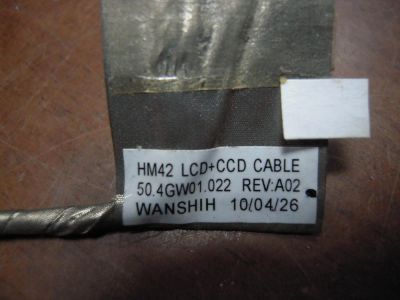 HM42 LCD+CCD CABLE
50.4GW01.022 REV:A02
WANSHIH 10/04/26